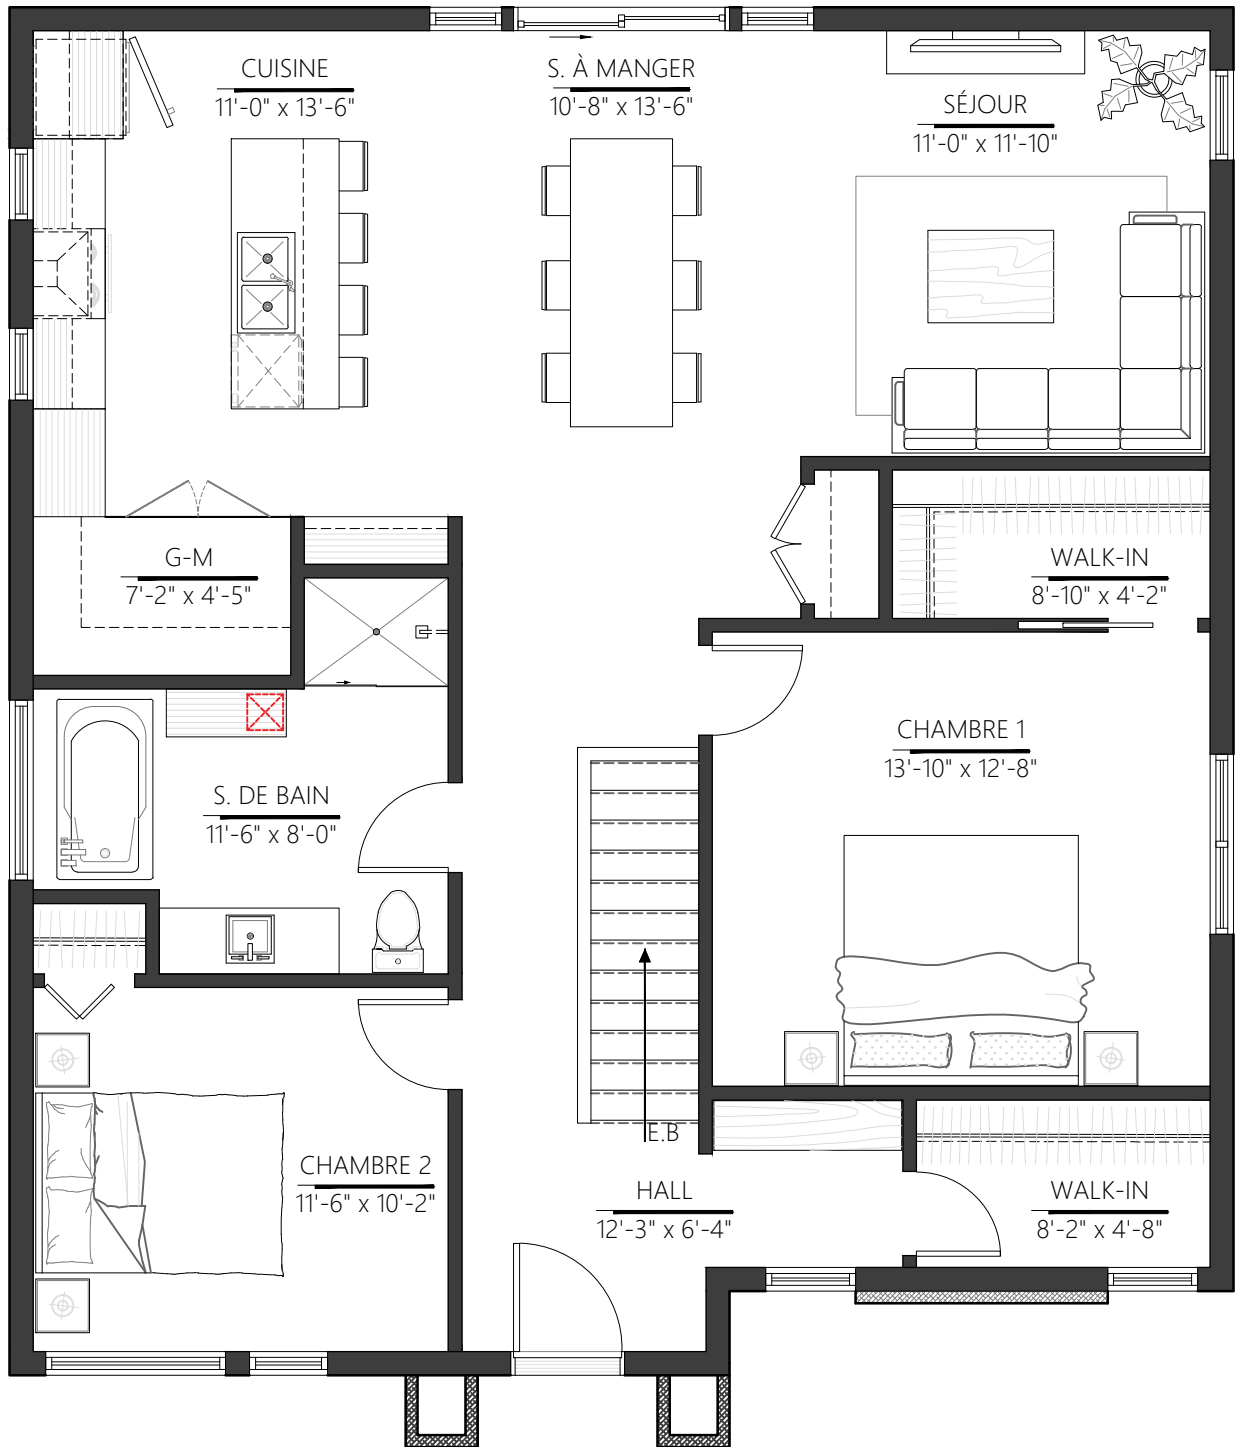 CUISINE
11'-0" x 13'-6"
S. À MANGER
10'-8" x 13'-6"
SÉJOUR
11'-0" x 11'-10"
G-M
7'-2" x 4'-5"
WALK-IN
8'-10" x 4'-2"
CHAMBRE 1
13'-10" x 12'-8"
S. DE BAIN
11'-6" x 8'-0"
E.B
CHAMBRE 2
11'-6" x 10'-2"
HALL
12'-3" x 6'-4"
WALK-IN
8'-2" x 4'-8"